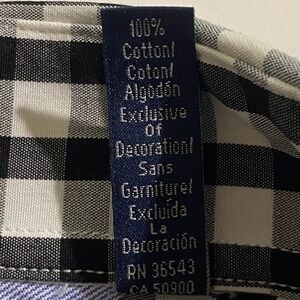 100%
Cotton/
Coton/
Algodón
Exclusive
Of
Decoration/
Sans
Garniture/
Excluída
La
Decoración
RN 36543
CA 50900